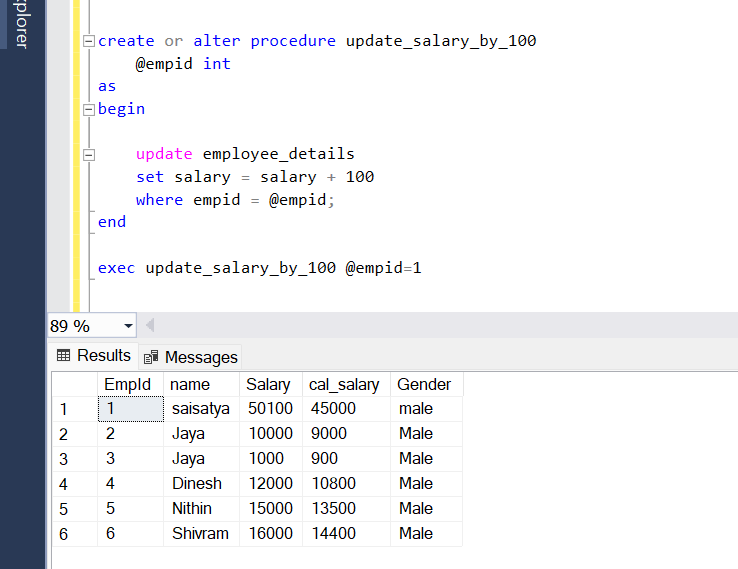 plorer
create or alter procedure update_salary_by_100
@empid int
as
begin
update employee_details
set salary = salary + 100
where empid = @empid;
end
exec update_salary_by_100 @empid=1
89 %
Results Messages
EmpId name Salary cal_salary Gender
1 1 saisatya 50100 45000 male
2 2 Jaya 10000 9000 Male
3 3 Jaya 1000 900 Male
4 4 Dinesh 12000 10800 Male
5 5 Nithin 15000 13500 Male
6 6 Shivram 16000 14400 Male